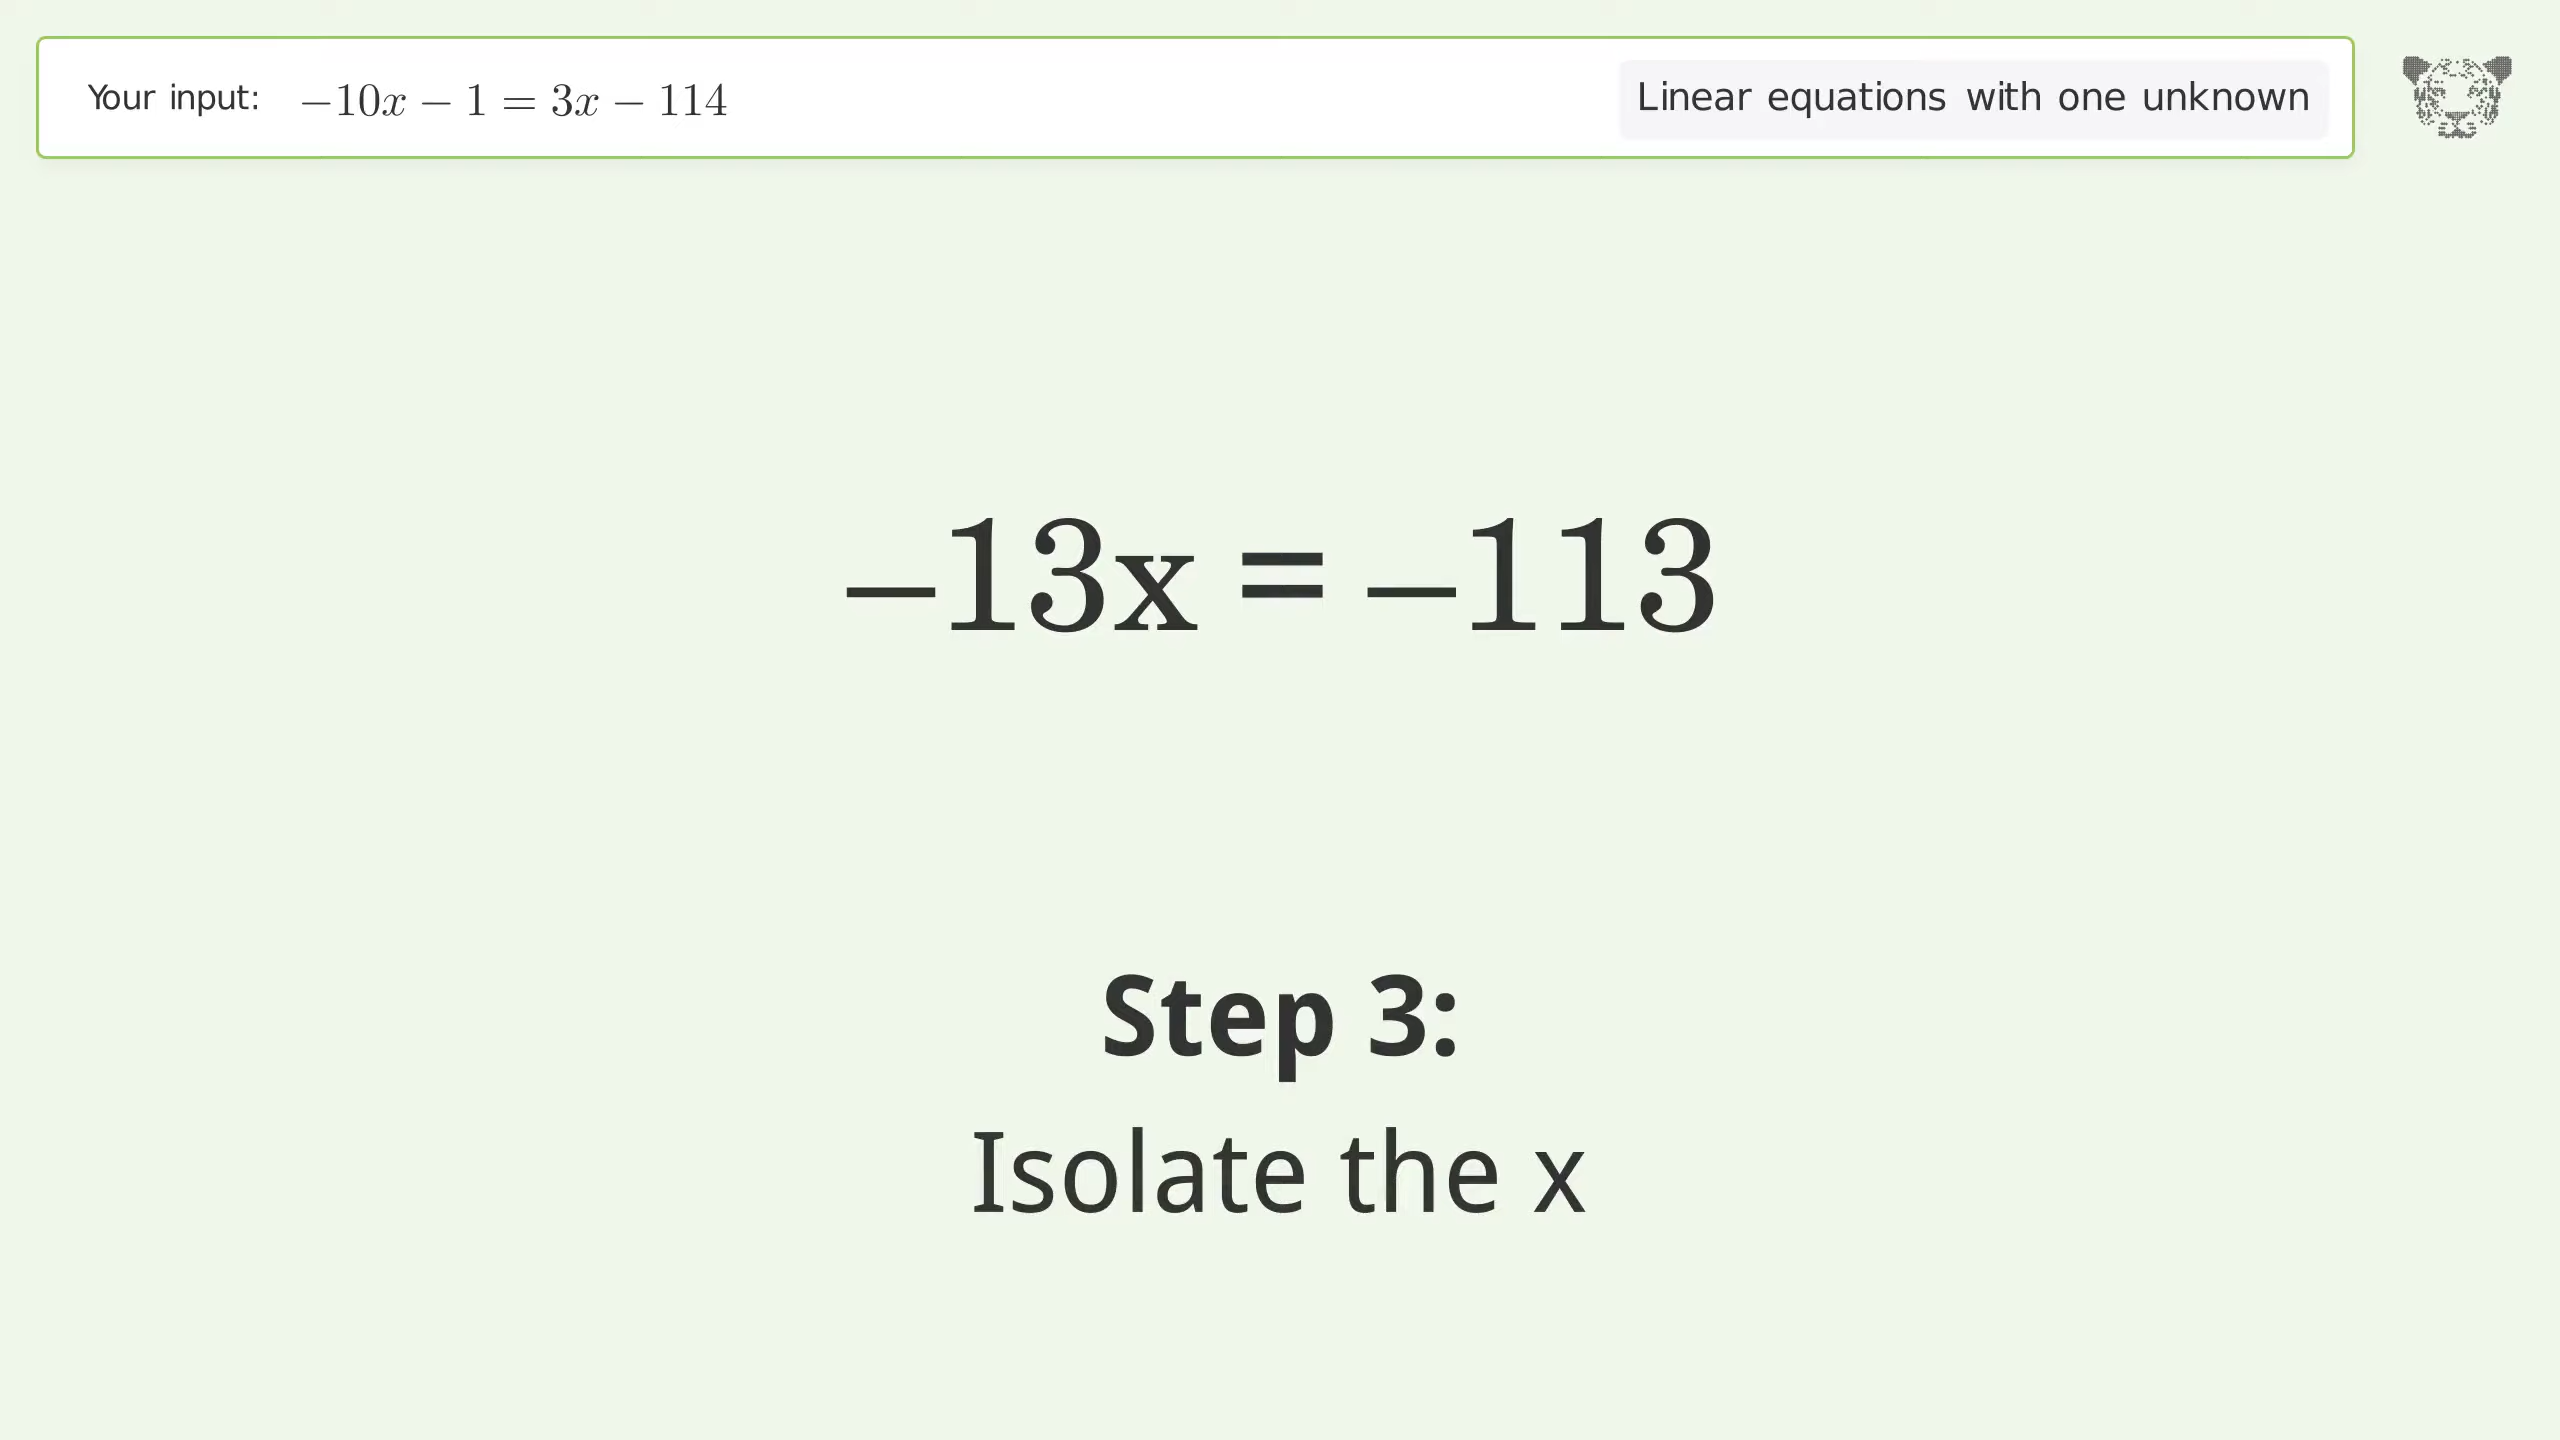 Your input: −10x − 1 = 3x − 114
Linear equations with one unknown
−13x = −113
Step 3:
Isolate the x